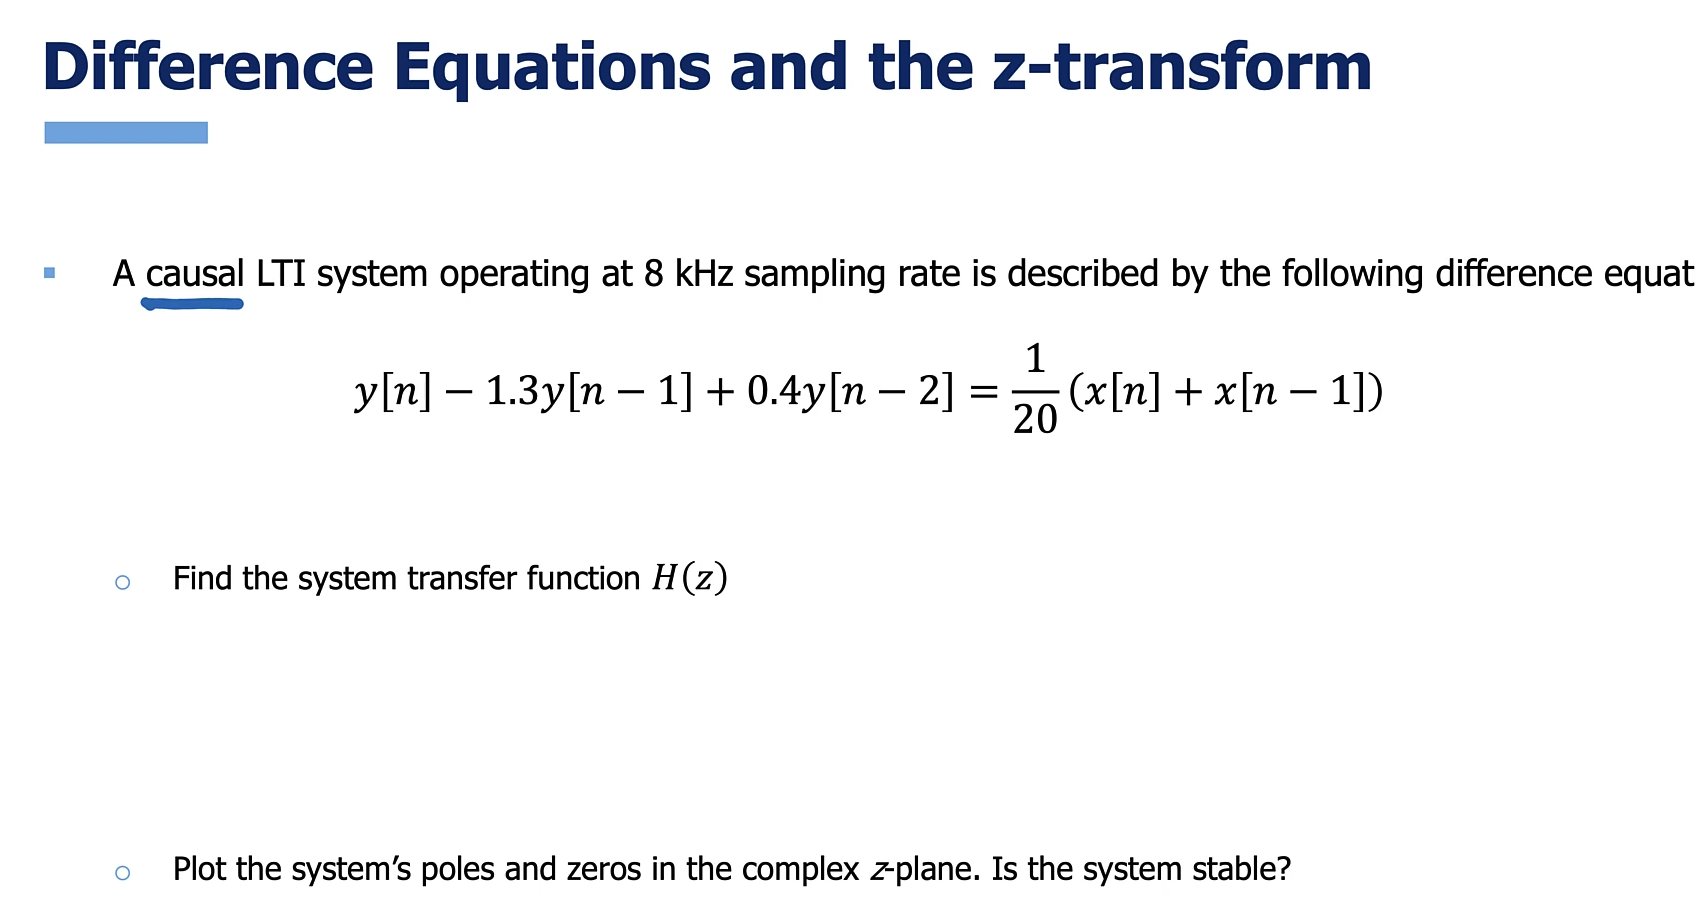 Difference Equations and the z-transform
A causal LTI system operating at 8 kHz sampling rate is described by the following difference equat
y[n] − 1.3y[n − 1] + 0.4y[n − 2] = \frac{1}{20}(x[n] + x[n − 1])
Find the system transfer function H(z)
Plot the system’s poles and zeros in the complex z-plane. Is the system stable?